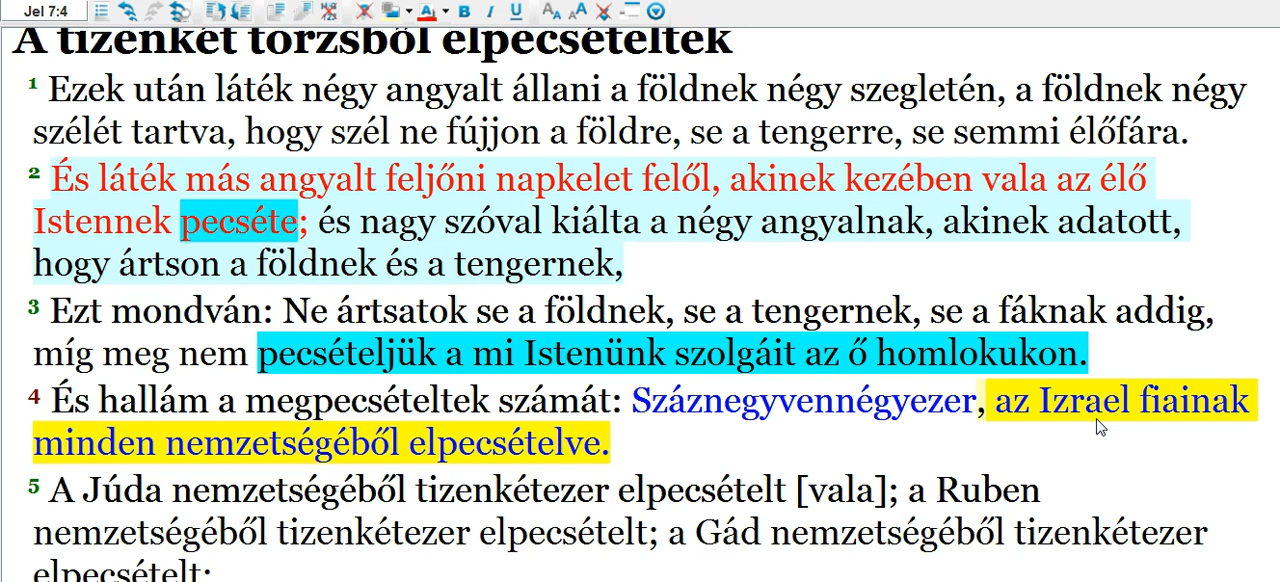 Jel 7:4
A tizenkét törzsből elpecsételtek
1 Ezek után láték négy angyalt állani a földnek négy szegletén, a földnek négy
szélét tartva, hogy szél ne fújjon a földre, se a tengerre, se semmi élőfára.
2 És láték más angyalt feljőni napkelet felől, akinek kezében vala az élő
Istennek pecséte; és nagy szóval kiálta a négy angyalnak, akinek adatott,
hogy ártson a földnek és a tengernek,
3 Ezt mondván: Ne ártsatok se a földnek, se a tengernek, se a fáknak addig,
míg meg nem pecsételjük a mi Istenünk szolgáit az ő homlokukon.
4 És hallám a megpecsételtek számát: Száznegyvennégyezer, az Izrael fiainak
minden nemzetségéből elpecsételve.
5 A Júda nemzetségéből tizenkétezer elpecsételt [vala]; a Ruben
nemzetségéből tizenkétezer elpecsételt; a Gád nemzetségéből tizenkétezer
elpecsételt;